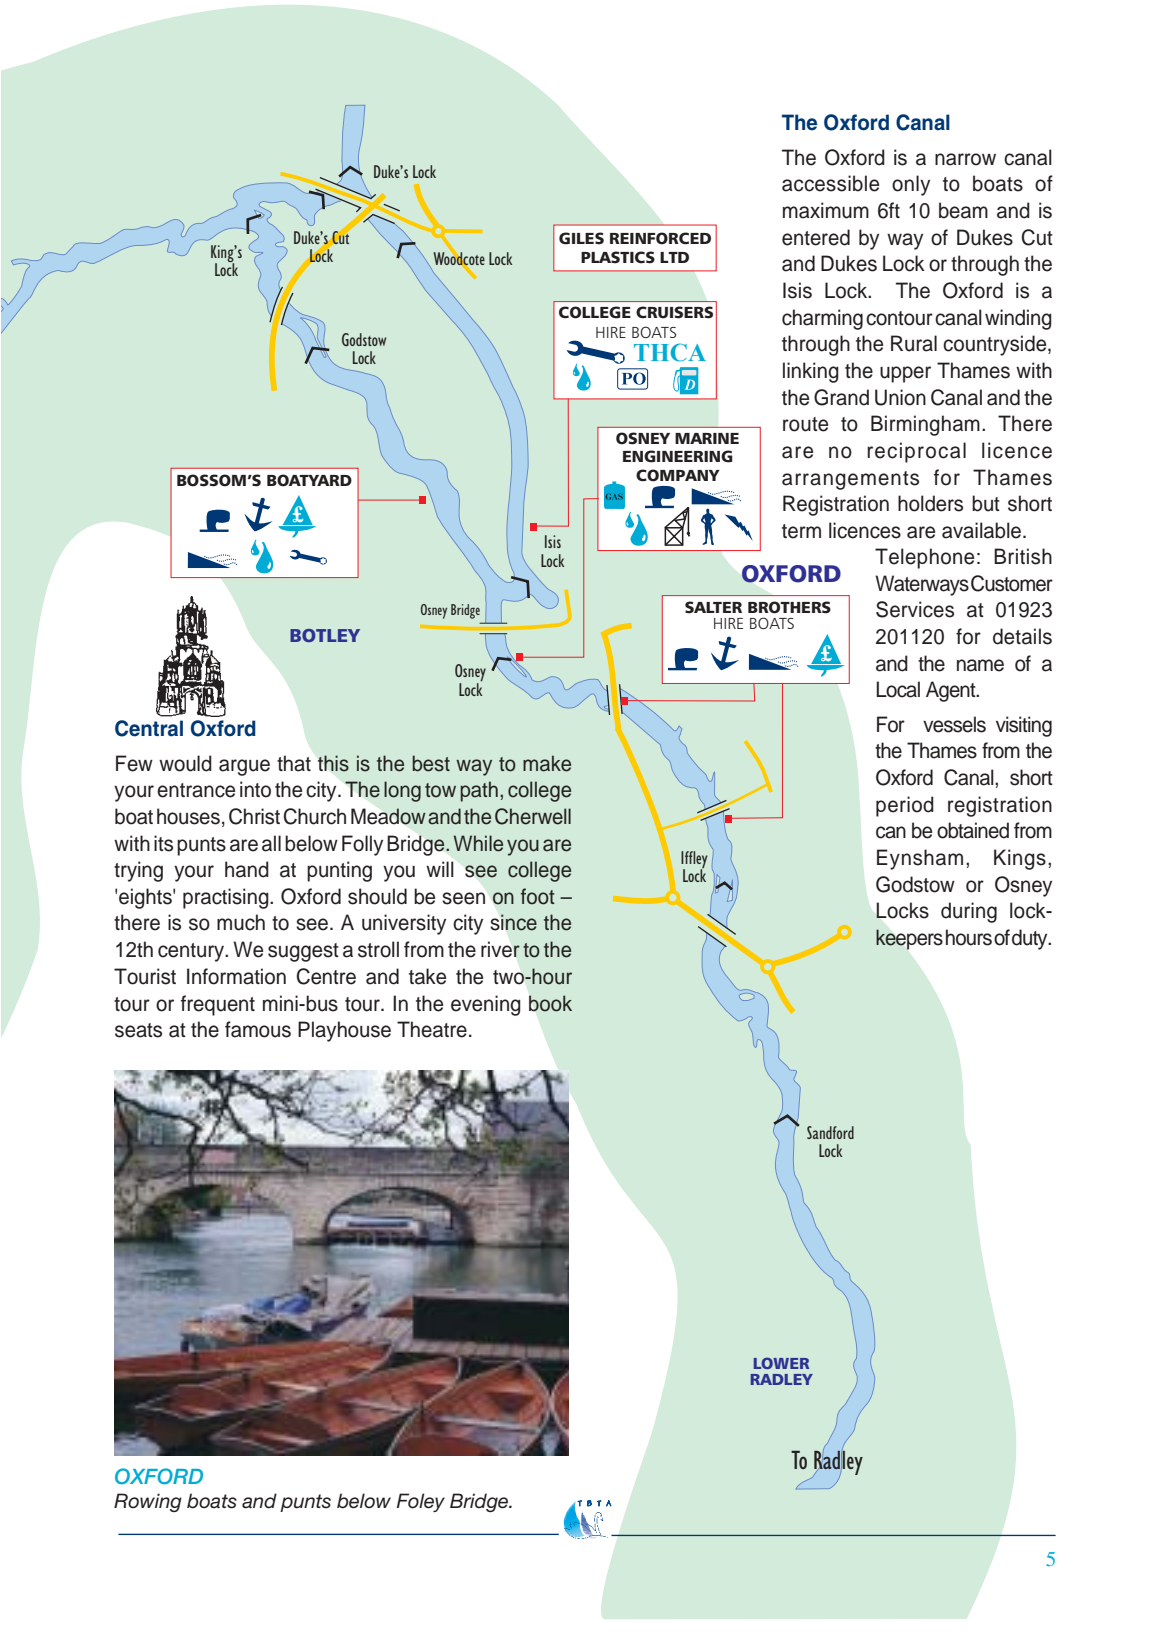 The Oxford Canal
The Oxford is a narrow canal
accessible only to boats of
maximum 6ft 10 beam and is
entered by way of Dukes Cut
and Dukes Lock or through the
Isis Lock. The Oxford is a
charming contour canal winding
through the Rural countryside,
linking the upper Thames with
the Grand Union Canal and the
route to Birmingham. There
are no reciprocal licence
arrangements for Thames
Registration holders but short
term licences are available.
Telephone: British
Waterways Customer
Services at 01923
201120 for details
and the name of a
Local Agent.
For vessels visiting
the Thames from the
Oxford Canal, short
period registration
can be obtained from
Eynsham, Kings,
Godstow or Osney
Locks during lock-
keepers hours of duty.
Duke's Lock
King's
Lock
Duke's Cut
Lock
Woodcote Lock
Godstow
Lock
GILES REINFORCED
PLASTICS LTD
COLLEGE CRUISERS
HIRE BOATS
THCA
PO
D
OSNEY MARINE
ENGINEERING
COMPANY
GAS
BOSSOM'S BOATYARD
£
Isis
Lock
OXFORD
SALTER BROTHERS
HIRE BOATS
£
Osney Bridge
BOTLEY
Osney
Lock
Iffley
Lock
Sandford
Lock
LOWER
RADLEY
To Radley
Central Oxford
Few would argue that this is the best way to make
your entrance into the city. The long tow path, college
boat houses, Christ Church Meadow and the Cherwell
with its punts are all below Folly Bridge. While you are
trying your hand at punting you will see college
'eights' practising. Oxford should be seen on foot –
there is so much to see. A university city since the
12th century. We suggest a stroll from the river to the
Tourist Information Centre and take the two-hour
tour or frequent mini-bus tour. In the evening book
seats at the famous Playhouse Theatre.
OXFORD
Rowing boats and punts below Foley Bridge.
TBTA
5